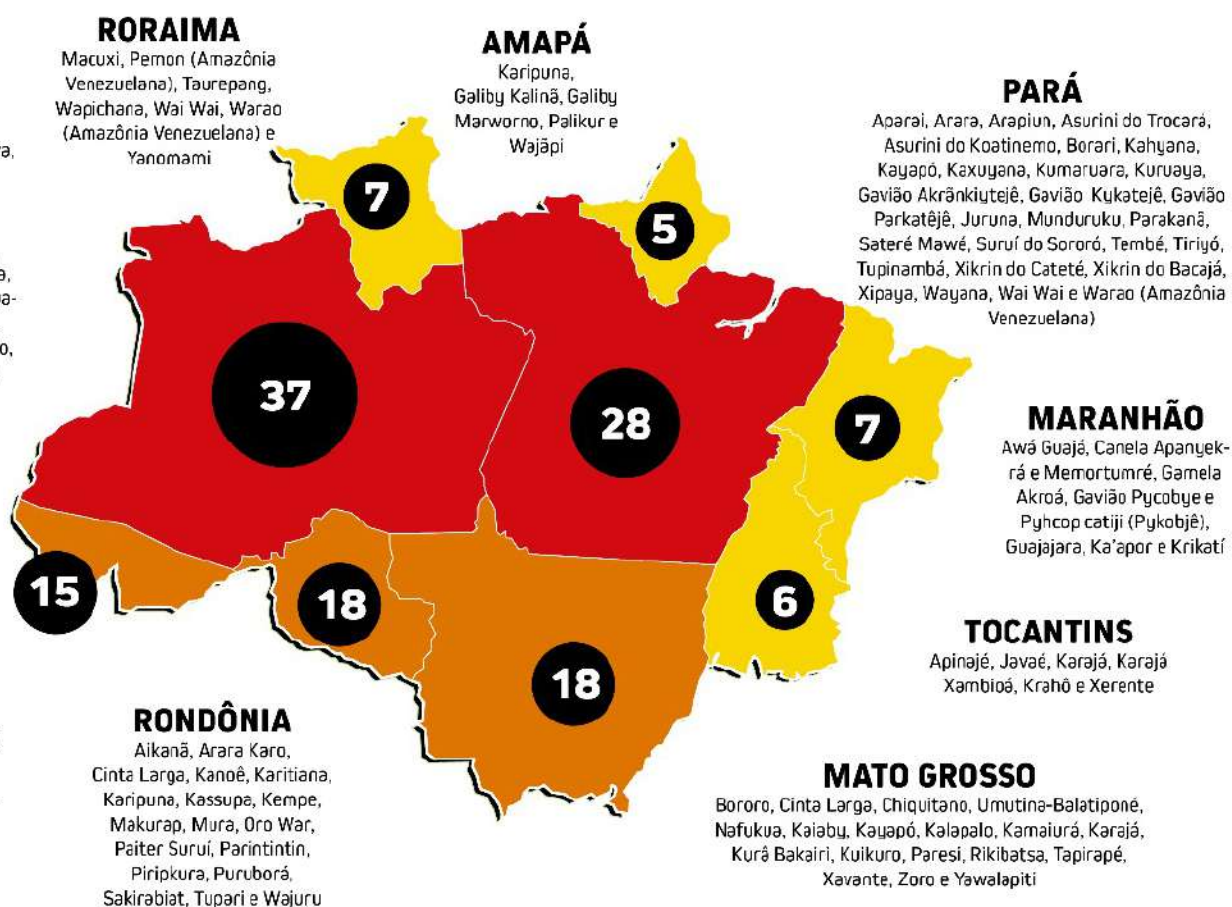 RORAIMA
Macuxi, Pemon (Amazônia
Venezuelana), Taurepang,
Wapichana, Wai Wai, Warao
(Amazônia Venezuelana) e
Yanomami
AMAPÁ
Karipuna,
Galiby Kalinã, Galiby
Marworno, Palikur e
Wajãpi
PARÁ
Aparai, Arara, Arapiun, Asurini do Trocará,
Asurini do Koatinemo, Borari, Kahyana,
Kayapó, Kaxuyana, Kumaruara, Kuruaya,
Gavião Akrãnkiytejê, Gavião Kykatejê, Gavião
Parkatêjê, Juruna, Munduruku, Parakanã,
Sateré Mawé, Suruí do Sororó, Tembé, Tiriyó,
Tupinambá, Xikrin do Cateté, Xikrin do Bacajá,
Xipaya, Wayana, Wai Wai e Warao (Amazônia
Venezuelana)
7
5
37
28
7
15
18
18
6
MARANHÃO
Awá Guajá, Canela Apanyek-
rá e Memortumré, Gamela
Akroá, Gavião Pycobye e
Pyhcop catiji (Pykobjê),
Guajajara, Ka'apor e Krikatí
TOCANTINS
Apinajé, Javaé, Karajá, Karajá
Xambioá, Krahô e Xerente
RONDÔNIA
Aikanã, Arara Karo,
Cinta Larga, Kanoê, Karitiana,
Karipuna, Kassupa, Kempe,
Makurap, Mura, Oro War,
Paiter Suruí, Parintintin,
Piripkura, Puruborá,
Sakirabiat, Tupari e Wajuru
MATO GROSSO
Bororo, Cinta Larga, Chiquitano, Umutina-Balatiponé,
Nafukua, Kaiaby, Kayapó, Kalapalo, Kamaiurá, Karajá,
Kurâ Bakairi, Kuikuro, Paresi, Rikibatsa, Tapirapé,
Xavante, Zoro e Yawalapiti